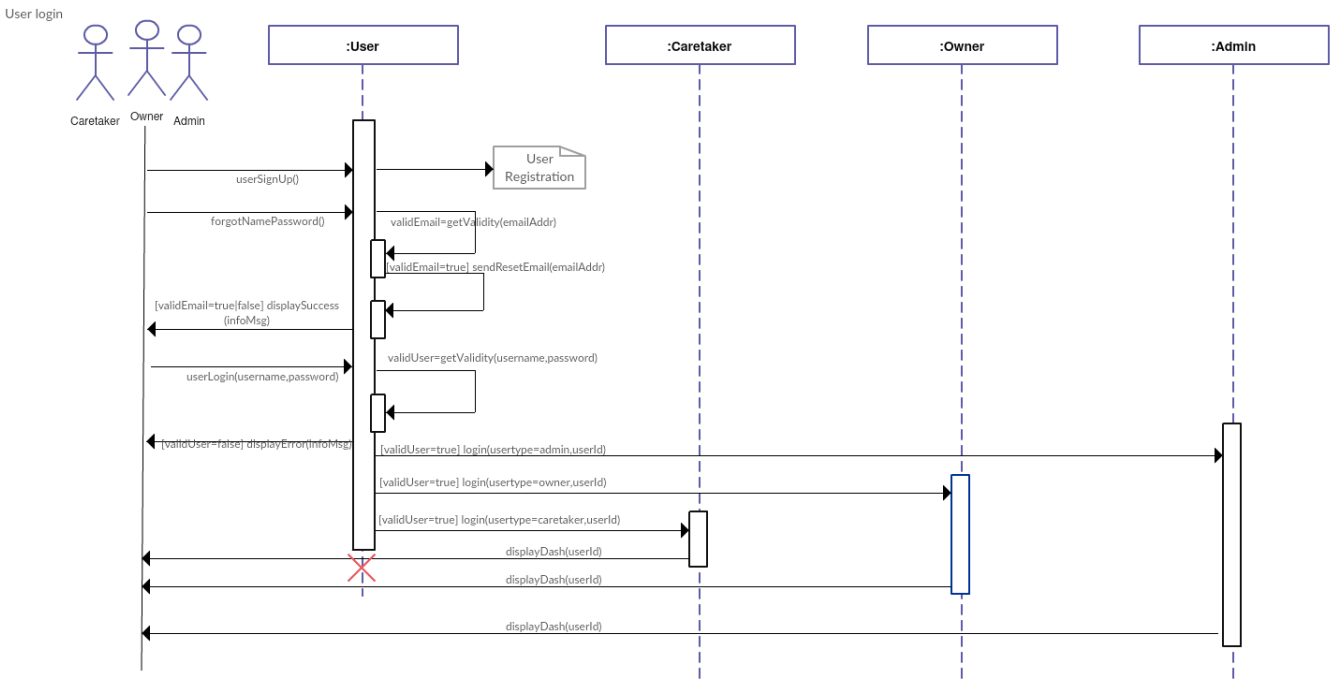 User login
:User
:Caretaker
:Owner
:Admin
Caretaker
Owner
Admin
User
Registration
userSignUp()
forgotNamePassword()
validEmail=getValidity(emailAddr)
[validEmail=true] sendResetEmail(emailAddr)
[validEmail=true|false] displaySuccess
(infoMsg)
validUser=getValidity(username,password)
userLogin(username,password)
[validUser=false] displayError(infoMsg)
[validUser=true] login(usertype=admin,userId)
[validUser=true] login(usertype=owner,userId)
[validUser=true] login(usertype=caretaker,userId)
displayDash(userId)
displayDash(userId)
displayDash(userId)